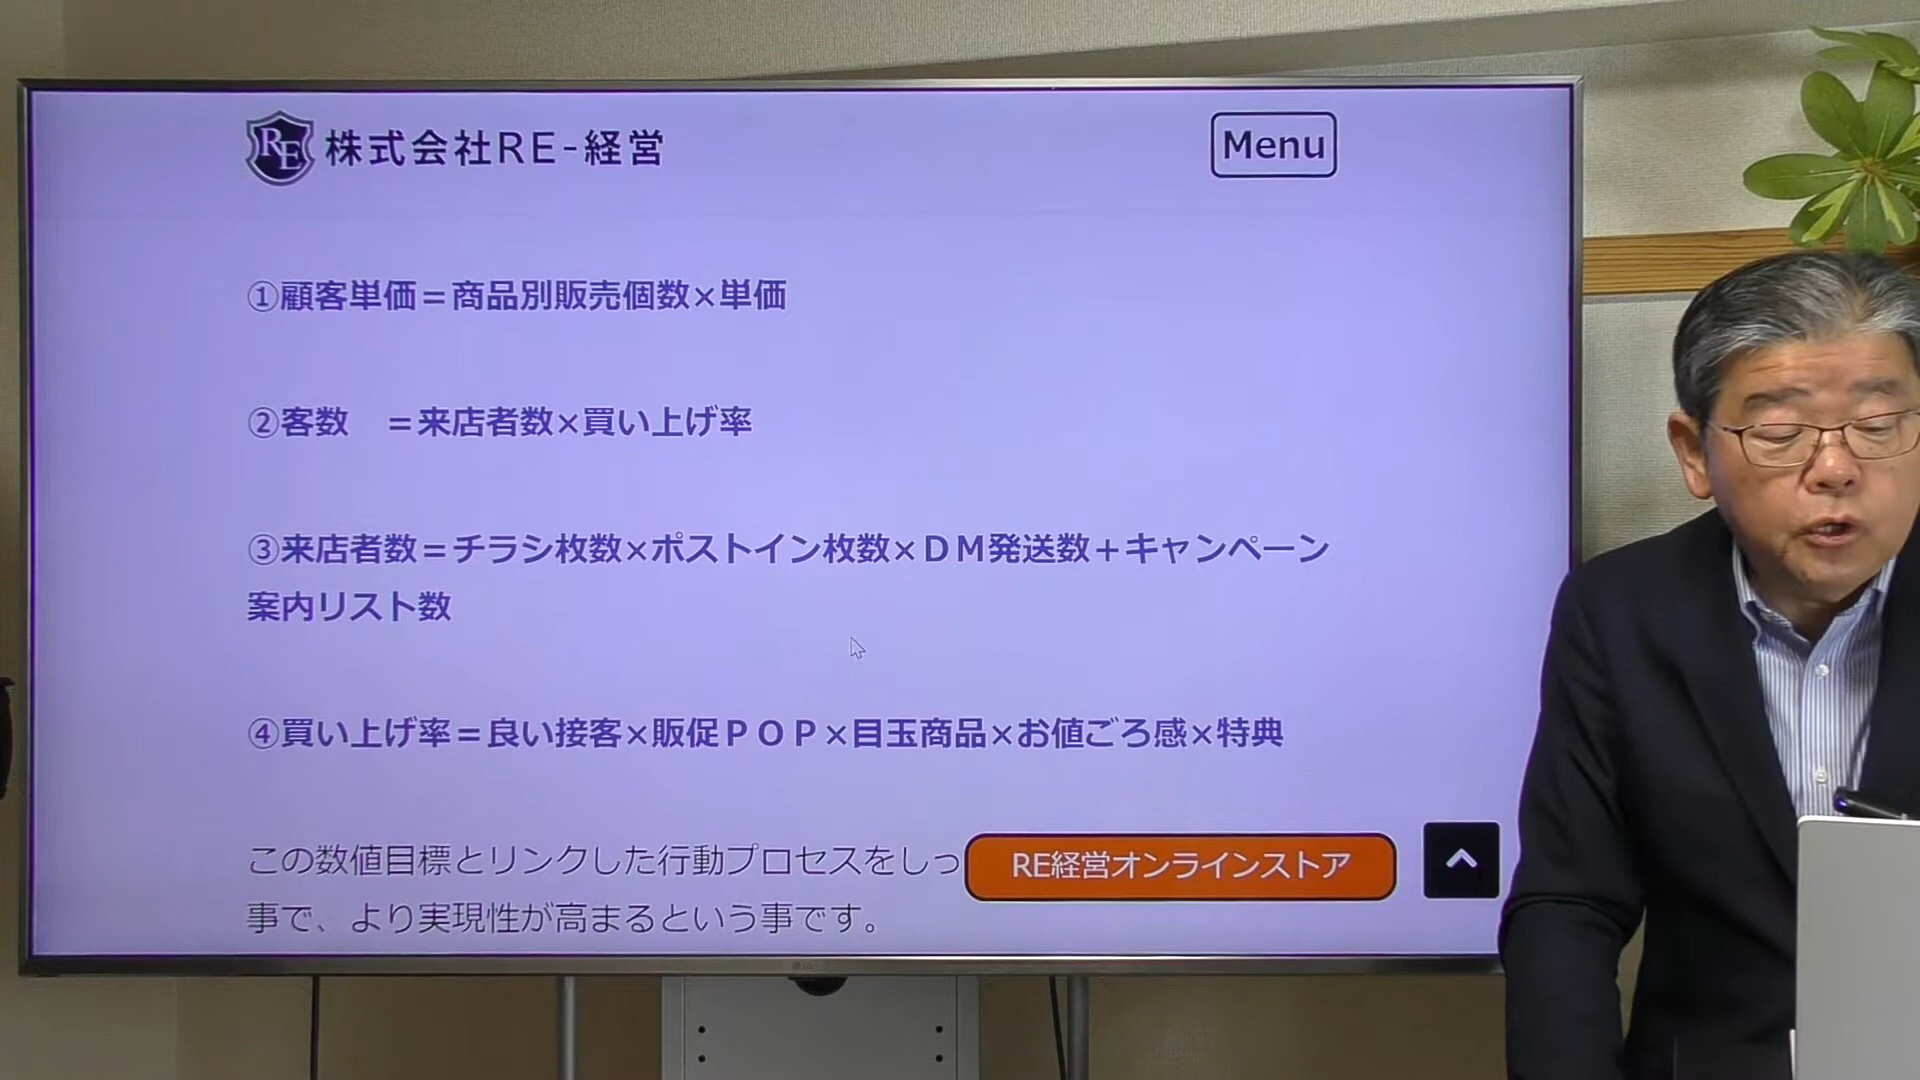 RE 株式会社RE-経営
Menu
①顧客単価＝商品別販売個数×単価
②客数　＝来店者数×買い上げ率
③来店者数＝チラシ枚数×ポストイン枚数×ＤＭ発送数＋キャンペーン
案内リスト数
④買い上げ率＝良い接客×販促ＰＯＰ×目玉商品×お値ごろ感×特典
この数値目標とリンクした行動プロセスをしっ
RE経営オンラインストア
事で、より実現性が高まるという事です。